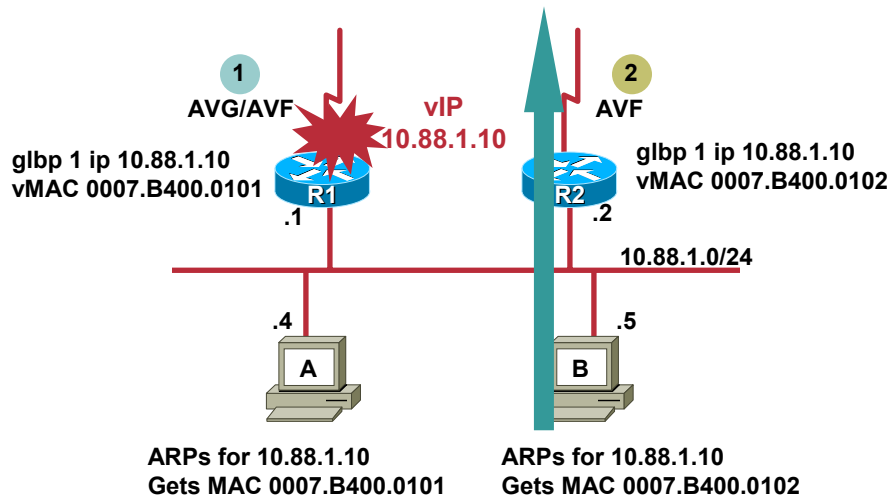 1
AVG/AVF
vIP
10.88.1.10
2
AVF
glbp 1 ip 10.88.1.10
vMAC 0007.B400.0101
glbp 1 ip 10.88.1.10
vMAC 0007.B400.0102
R1
.1
R2
.2
10.88.1.0/24
.4
.5
A
B
ARPs for 10.88.1.10
Gets MAC 0007.B400.0101
ARPs for 10.88.1.10
Gets MAC 0007.B400.0102